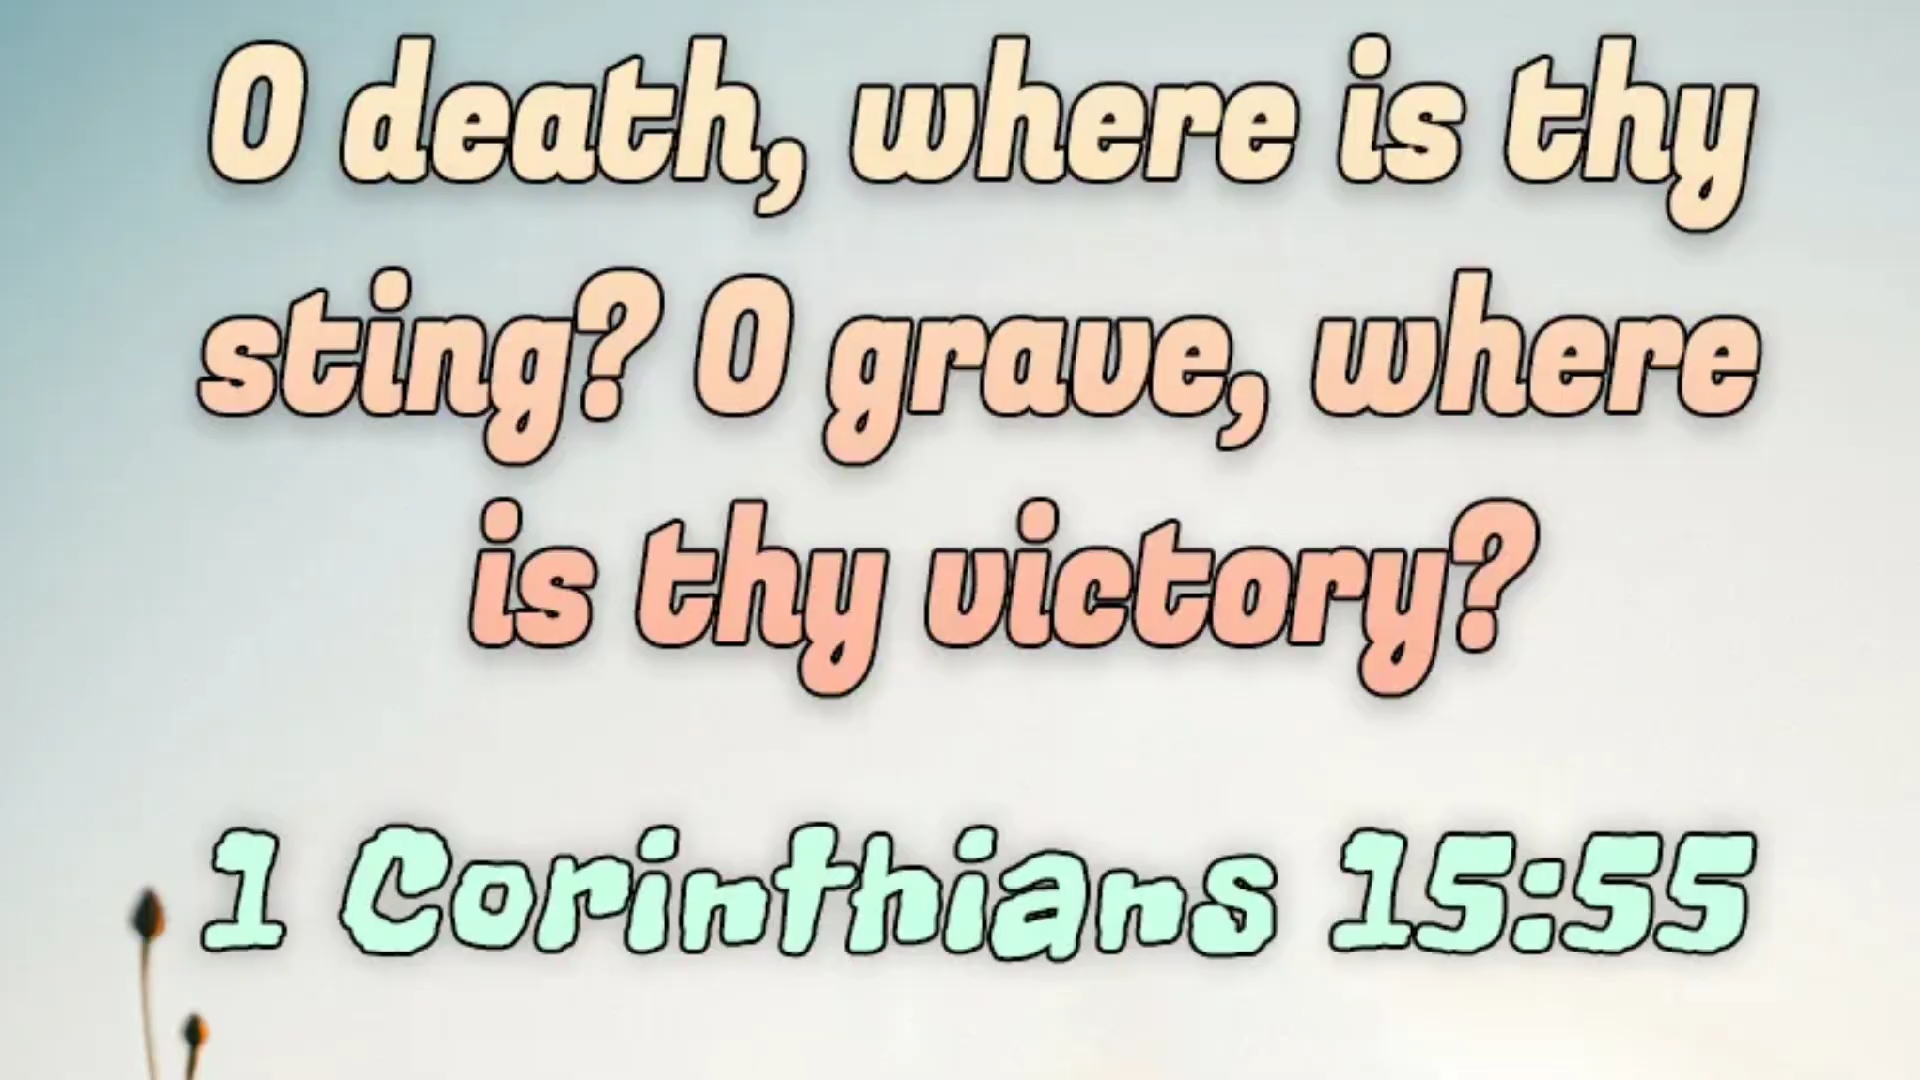 O death, where is thy
sting? O grave, where
is thy victory?
1 Corinthians 15:55